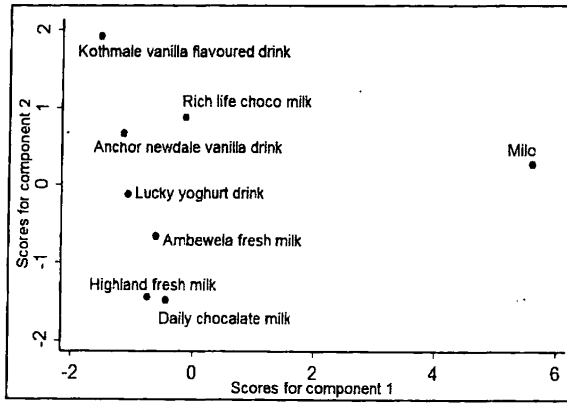 2
Kothmale vanilla flavoured drink
Rich life choco milk
1
Anchor newdale vanilla drink
Milo
0
Lucky yoghurt drink
Ambewela fresh milk
-1
Highland fresh milk
Daily chocalate milk
-2
Scores for component 2
-2 0 2 4 6
Scores for component 1